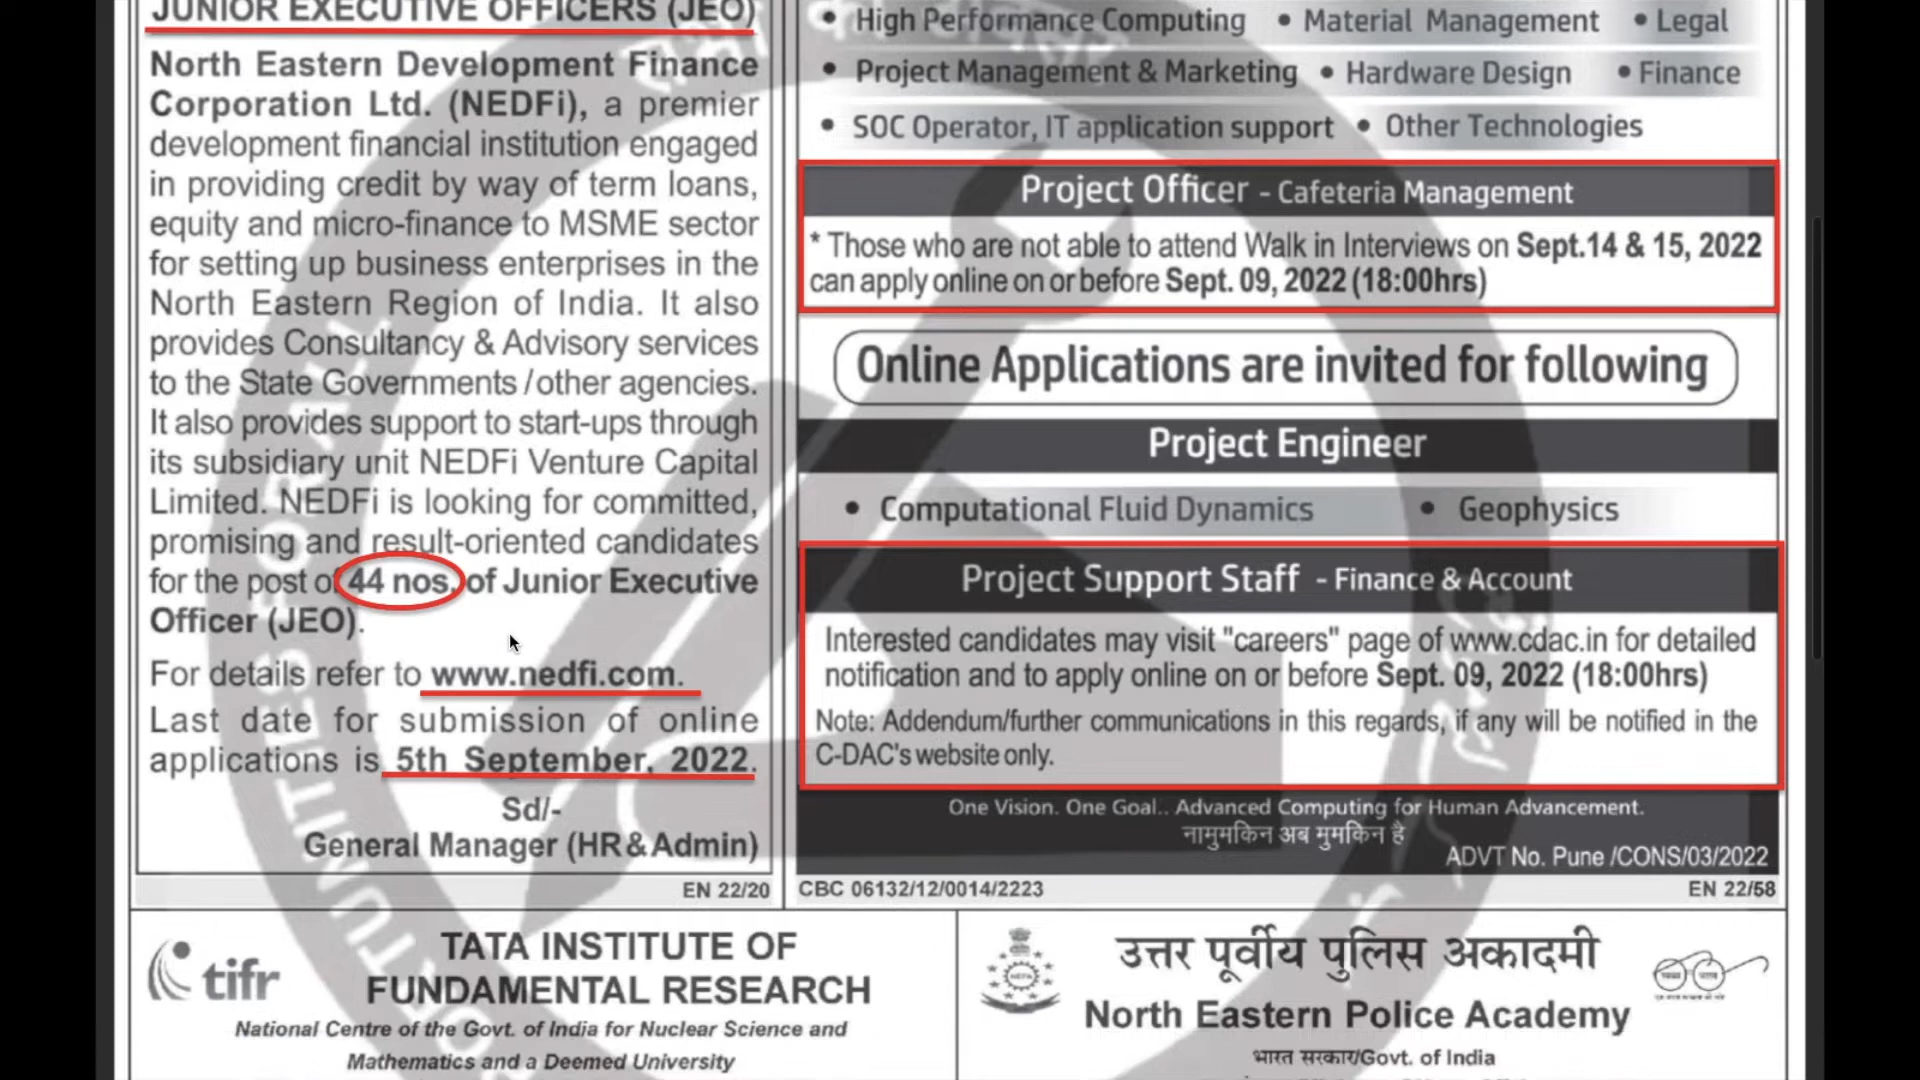 JUNIOR EXECUTIVE OFFICERS (JEO)
North Eastern Development Finance
Corporation Ltd. (NEDFi), a premier
development financial institution engaged
in providing credit by way of term loans,
equity and micro-finance to MSME sector
for setting up business enterprises in the
North Eastern Region of India. It also
provides Consultancy & Advisory services
to the State Governments / other agencies.
It also provides support to start-ups through
its subsidiary unit NEDFi Venture Capital
Limited. NEDFi is looking for committed,
promising and result-oriented candidates
for the post of 44 nos. of Junior Executive
Officer (JEO).
For details refer to www.nedfi.com.
Last date for submission of online
applications is 5th September, 2022.
Sd/-
General Manager (HR & Admin)
EN 22/20
• High Performance Computing • Material Management • Legal
• Project Management & Marketing • Hardware Design • Finance
• SOC Operator, IT application support • Other Technologies
Project Officer - Cafeteria Management
* Those who are not able to attend Walk in Interviews on Sept.14 & 15, 2022
can apply online on or before Sept. 09, 2022 (18:00hrs)
Online Applications are invited for following
Project Engineer
• Computational Fluid Dynamics • Geophysics
Project Support Staff - Finance & Account
Interested candidates may visit "careers" page of www.cdac.in for detailed
notification and to apply online on or before Sept. 09, 2022 (18:00hrs)
Note: Addendum/further communications in this regards, if any will be notified in the
C-DAC's website only.
One Vision. One Goal.. Advanced Computing for Human Advancement.
नामुमकिन अब मुमकिन है
ADVT No. Pune /CONS/03/2022
CBC 06132/12/0014/2223
EN 22/58
tifr
TATA INSTITUTE OF
FUNDAMENTAL RESEARCH
National Centre of the Govt. of India for Nuclear Science and
Mathematics and a Deemed University
उत्तर पूर्वीय पुलिस अकादमी
North Eastern Police Academy
भारत सरकार/Govt. of India